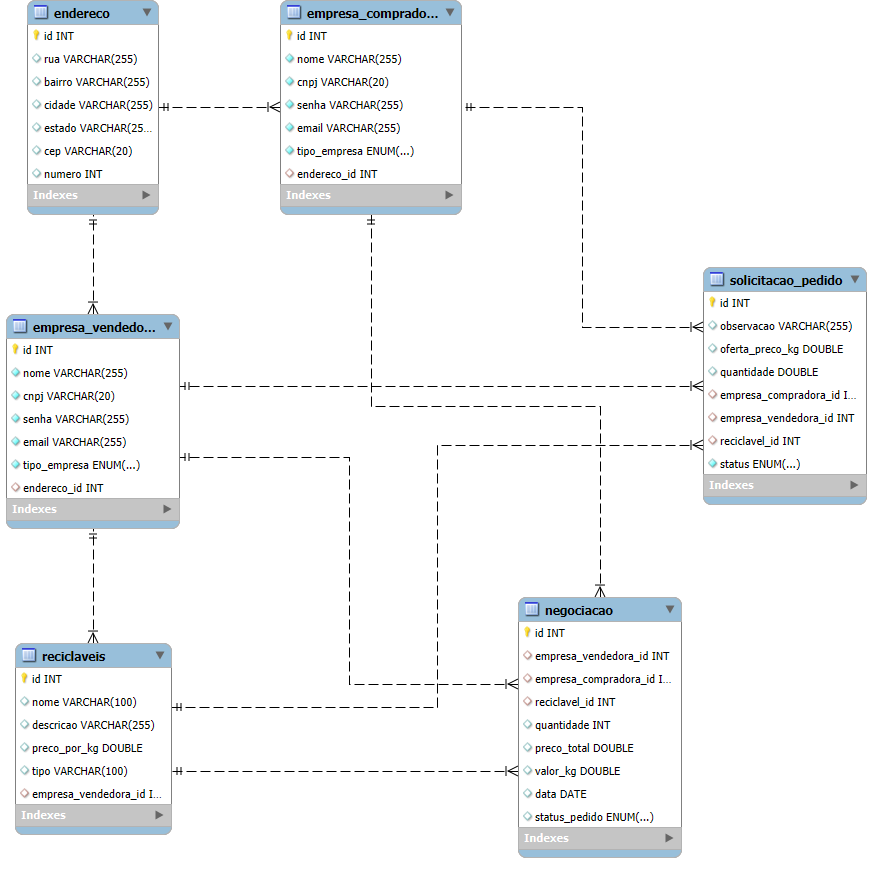 endereco
id INT
rua VARCHAR(255)
bairro VARCHAR(255)
cidade VARCHAR(255)
estado VARCHAR(25...
cep VARCHAR(20)
numero INT
Indexes
empresa_comprado...
id INT
nome VARCHAR(255)
cnpj VARCHAR(20)
senha VARCHAR(255)
email VARCHAR(255)
tipo_empresa ENUM(...)
endereco_id INT
Indexes
solicitacao_pedido
id INT
observacao VARCHAR(255)
oferta_preco_kg DOUBLE
quantidade DOUBLE
empresa_compradora_id I...
empresa_vendedora_id INT
reciclavel_id INT
status ENUM(...)
Indexes
empresa_vendedo...
id INT
nome VARCHAR(255)
cnpj VARCHAR(20)
senha VARCHAR(255)
email VARCHAR(255)
tipo_empresa ENUM(...)
endereco_id INT
Indexes
negociacao
id INT
empresa_vendedora_id INT
empresa_compradora_id I...
reciclavel_id INT
quantidade INT
preco_total DOUBLE
valor_kg DOUBLE
data DATE
status_pedido ENUM(...)
Indexes
reciclaveis
id INT
nome VARCHAR(100)
descricao VARCHAR(255)
preco_por_kg DOUBLE
tipo VARCHAR(100)
empresa_vendedora_id I...
Indexes